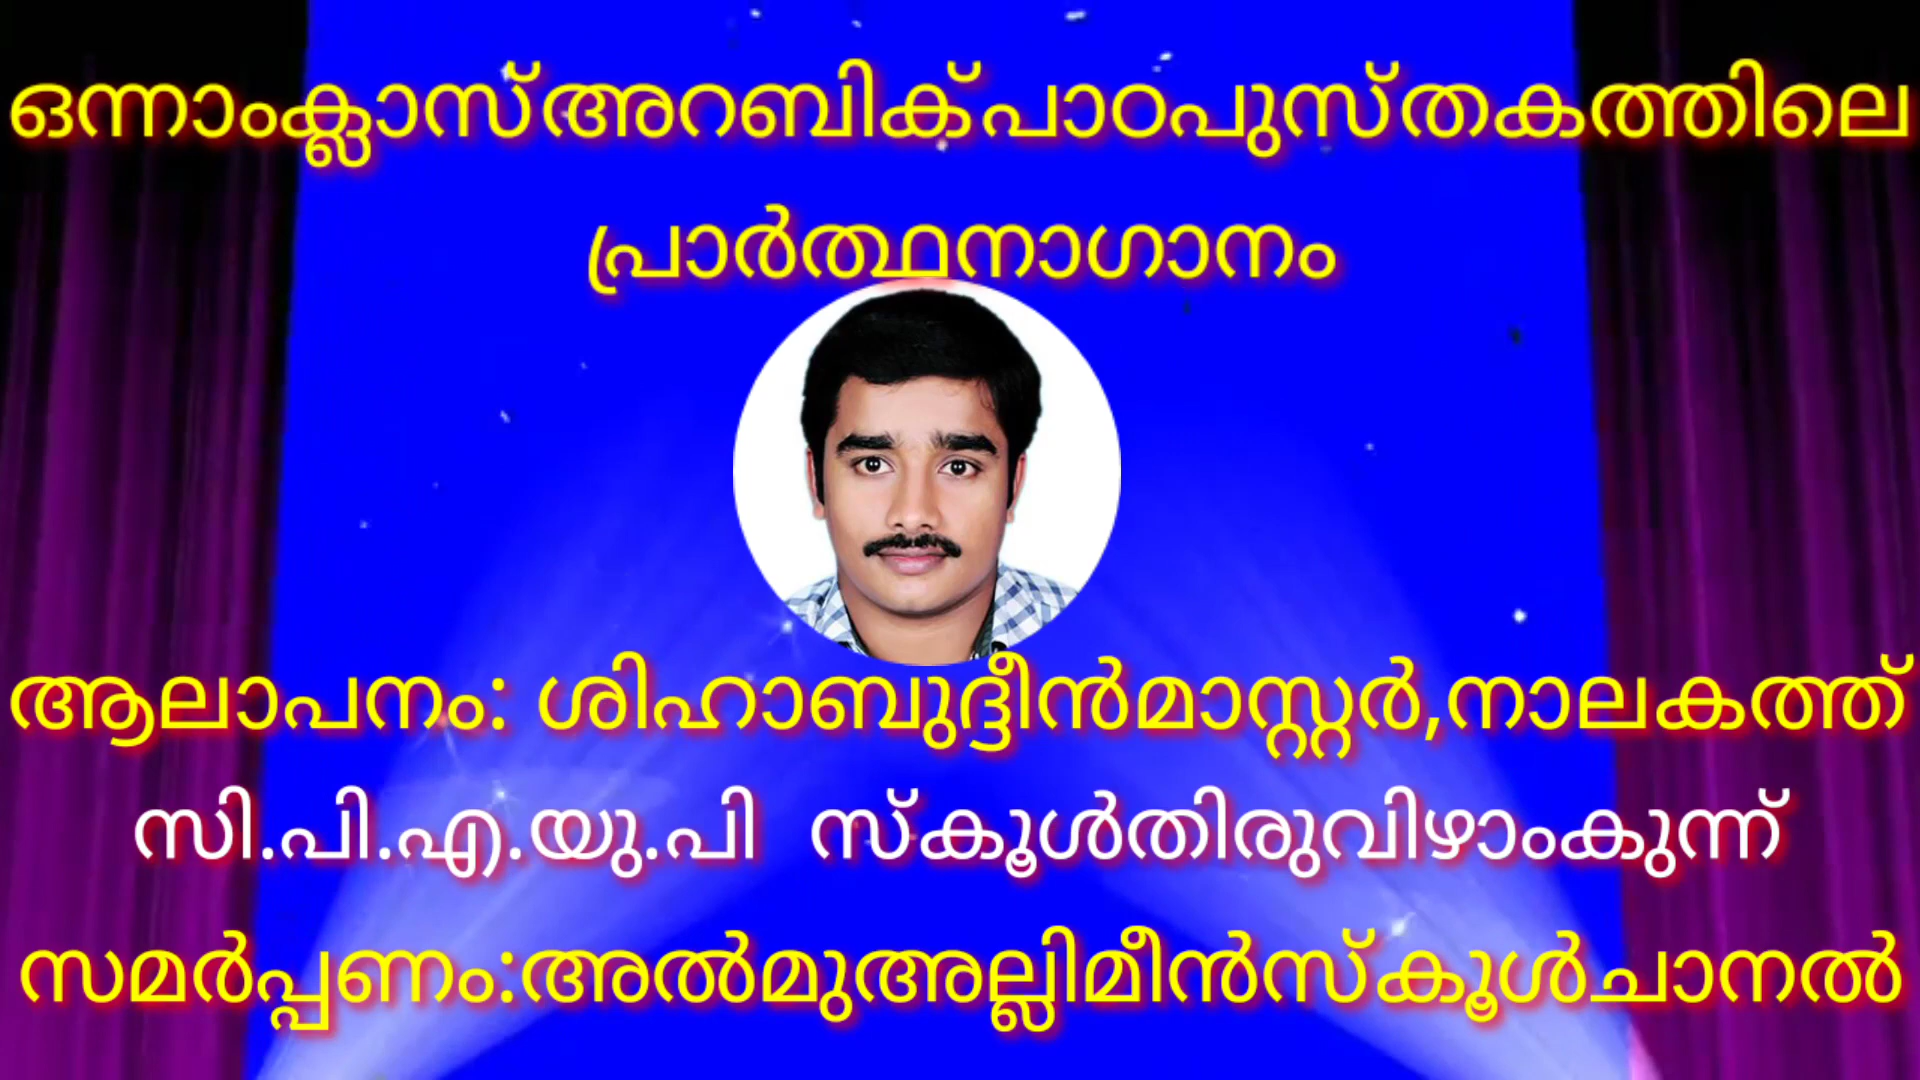 ഒന്നാംക്ലാസ്അറബിക്പാഠപുസ്തകത്തിലെ
പ്രാർത്ഥനാഗാനം
ആലാപനം: ശിഹാബുദ്ദീൻമാസ്റ്റർ,നാലകത്ത്
സി.പി.എ.യു.പി സ്കൂൾതിരുവിഴാംകുന്ന്
സമർപ്പണം:അൽമുഅല്ലിമീൻസ്കൂൾചാനൽ